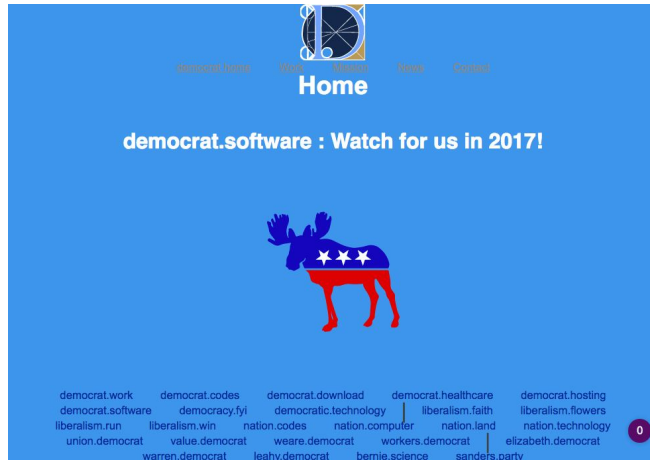 democrat.home Work Mission News Contact
Home
democrat.software : Watch for us in 2017!
democrat.work democrat.codes democrat.download democrat.healthcare democrat.hosting
democrat.software democracy.fyi democratic.technology liberalism.faith liberalism.flowers
liberalism.run liberalism.win nation.codes nation.computer nation.land nation.technology
union.democrat value.democrat weare.democrat workers.democrat elizabeth.democrat
warren.democrat leahy.democrat bernie.science sanders.party
0